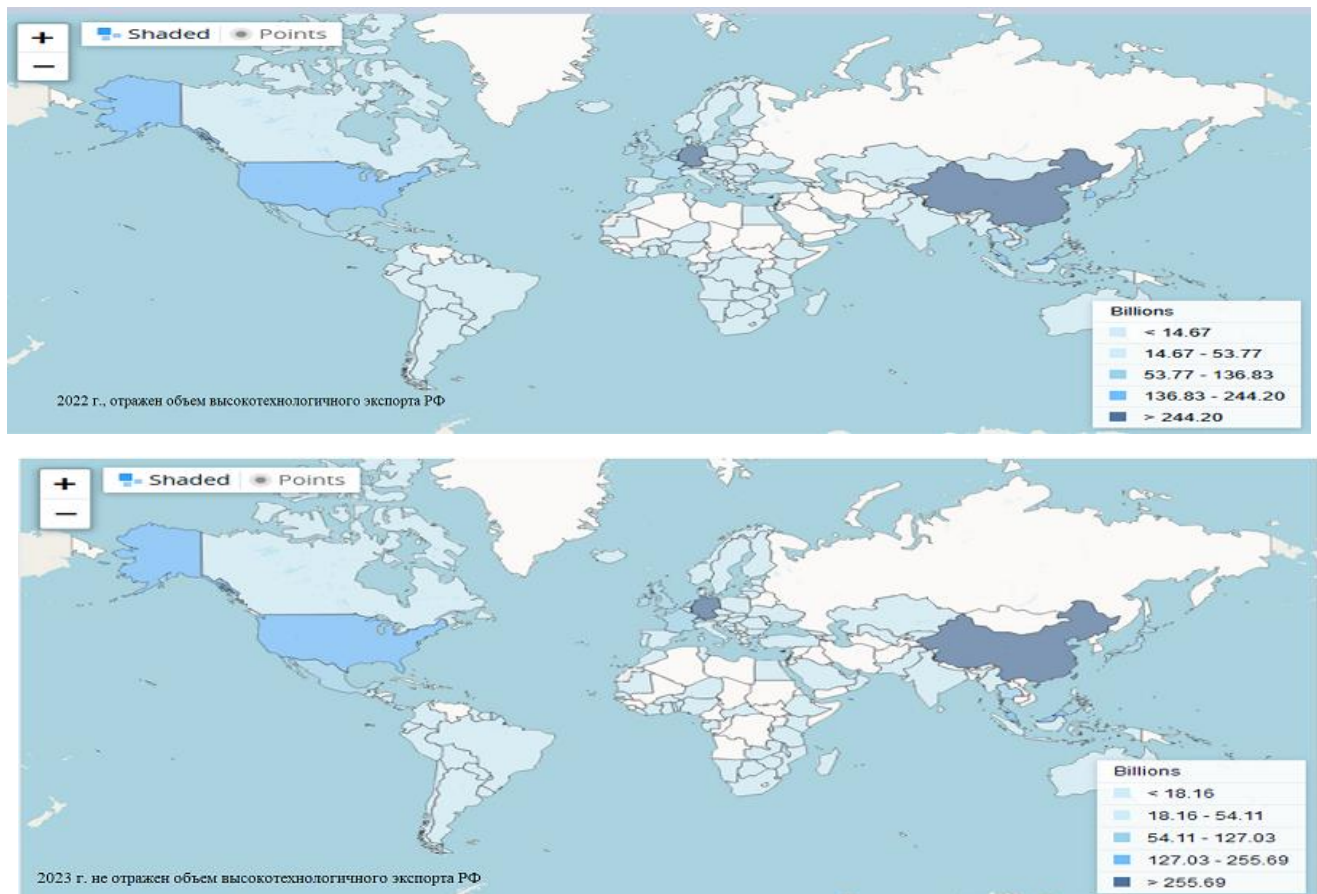 +
Shaded Points
−
Billions
< 14.67
14.67 - 53.77
53.77 - 136.83
136.83 - 244.20
> 244.20
2022 г., отражен объем высокотехнологичного экспорта РФ
+
Shaded Points
−
Billions
< 18.16
18.16 - 54.11
54.11 - 127.03
127.03 - 255.69
> 255.69
2023 г. не отражен объем высокотехнологичного экспорта РФ